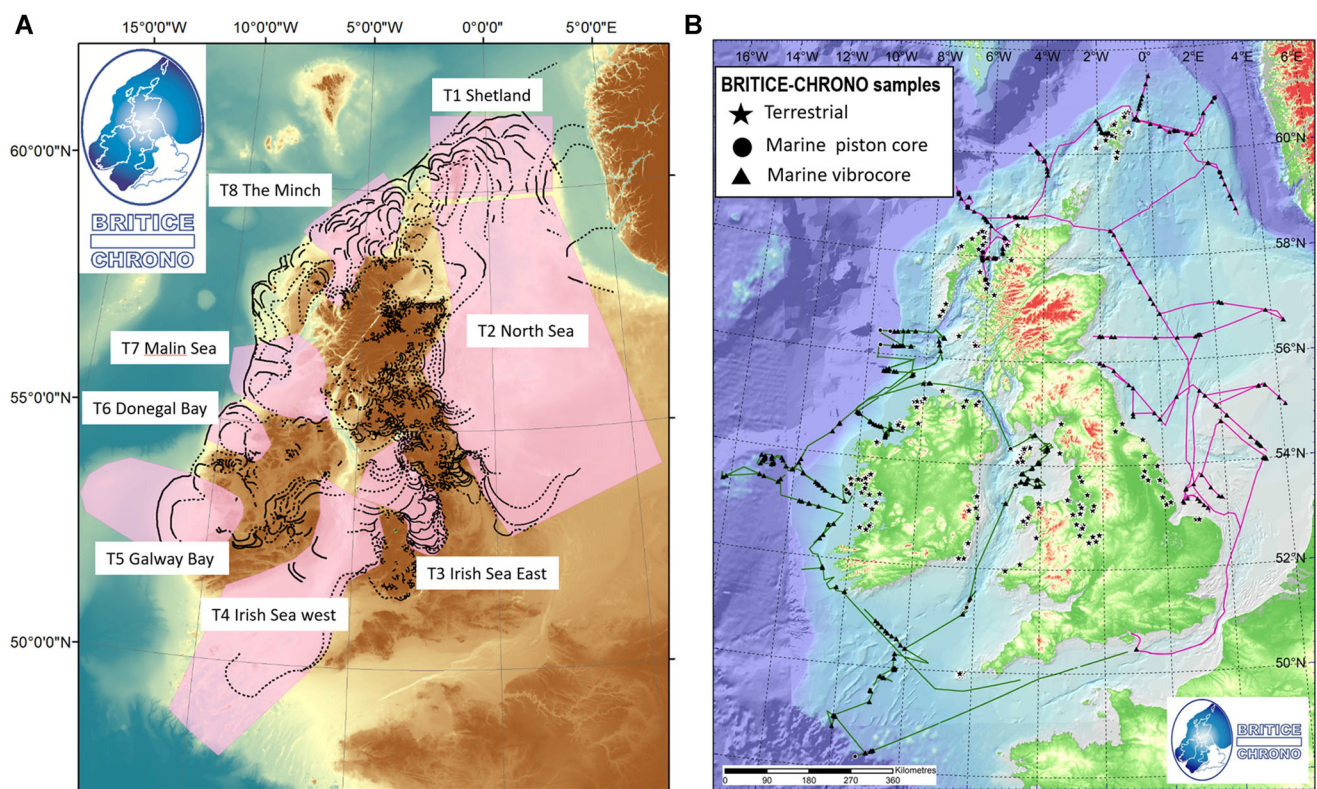 A
15°0'0"W 10°0'0"W 5°0'0"W 0°0'0" 5°0'0"E
BRITICE
CHRONO
T1 Shetland
60°0'0"N
T8 The Minch
T2 North Sea
T7 Malin Sea
55°0'0"N
T6 Donegal Bay
T5 Galway Bay
T3 Irish Sea East
T4 Irish Sea west
50°0'0"N
B
16°W 14°W 12°W 10°W 8°W 6°W 4°W 2°W 0° 2°E 4°E 6°E
BRITICE-CHRONO samples
Terrestrial
Marine piston core
Marine vibrocore
60°N
58°N
56°N
54°N
52°N
50°N
BRITICE
CHRONO
Kilometres
0 90 180 270 360